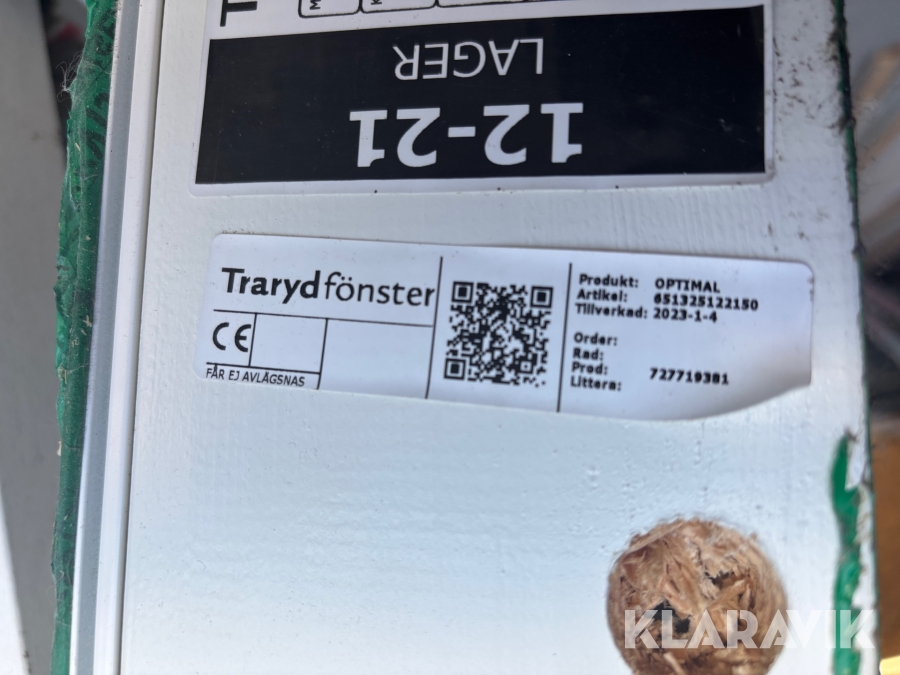 LAGER
12-21
Trarydfönster
CE
FÅR EJ AVLÄGSNAS
Produkt: OPTIMAL
Artikel: 651325122150
Tillverkad: 2023-1-4
Order:
Rad:
Prod: 727719381
Littera:
KLARAVIK